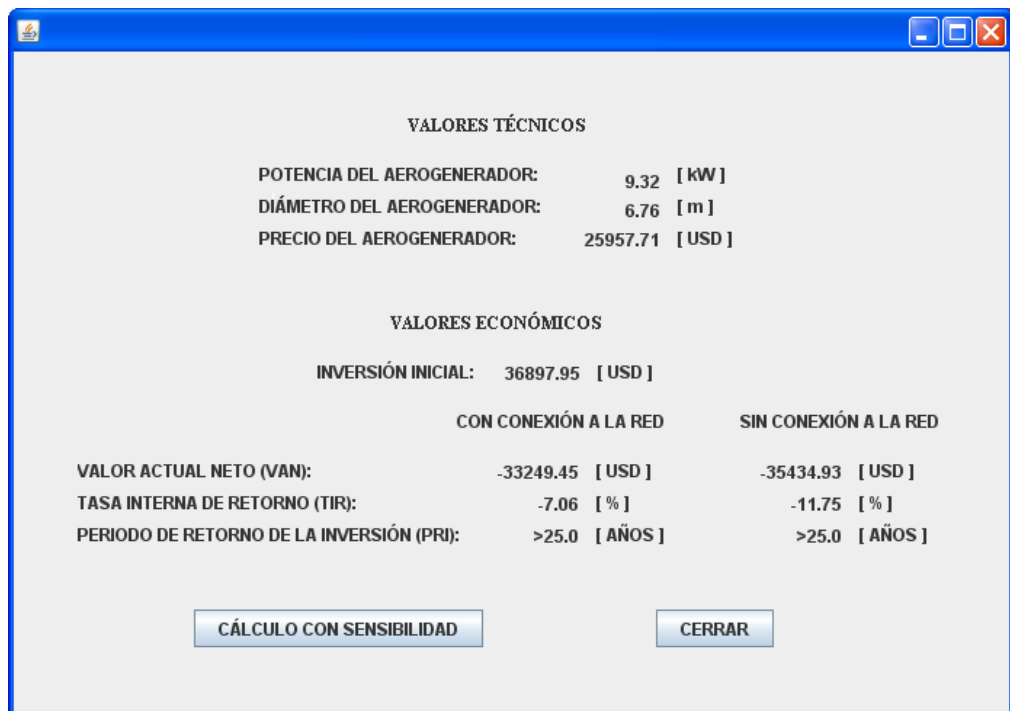 VALORES TÉCNICOS
POTENCIA DEL AEROGENERADOR: 9.32 [ kW ]
DIÁMETRO DEL AEROGENERADOR: 6.76 [ m ]
PRECIO DEL AEROGENERADOR: 25957.71 [ USD ]
VALORES ECONÓMICOS
INVERSIÓN INICIAL: 36897.95 [ USD ]
CON CONEXIÓN A LA RED SIN CONEXIÓN A LA RED
VALOR ACTUAL NETO (VAN): -33249.45 [ USD ] -35434.93 [ USD ]
TASA INTERNA DE RETORNO (TIR): -7.06 [ % ] -11.75 [ % ]
PERIODO DE RETORNO DE LA INVERSIÓN (PRI): >25.0 [ AÑOS ] >25.0 [ AÑOS ]
CÁLCULO CON SENSIBILIDAD CERRAR